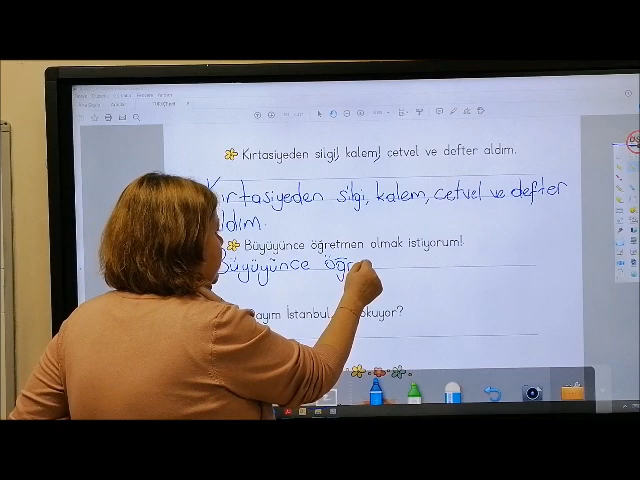 Kırtasiyeden silgi, kalem, cetvel ve defter aldım.
Kırtasiyeden silgi, kalem, cetvel ve defter
aldım.
Büyüyünce öğretmen olmak istiyorum!
Büyüyünce öğr
İstanbul okuyor?